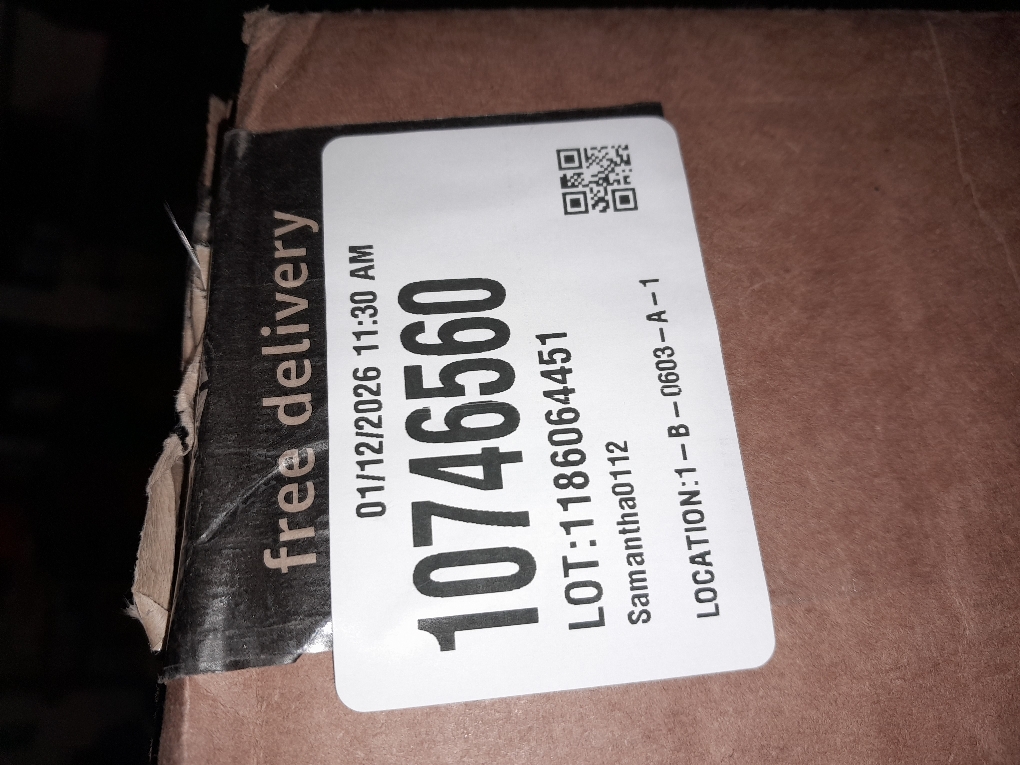 free delivery
01/12/2026 11:30 AM
10746560
LOT:1186064451
Samantha0112
LOCATION:1-B-0603-A-1